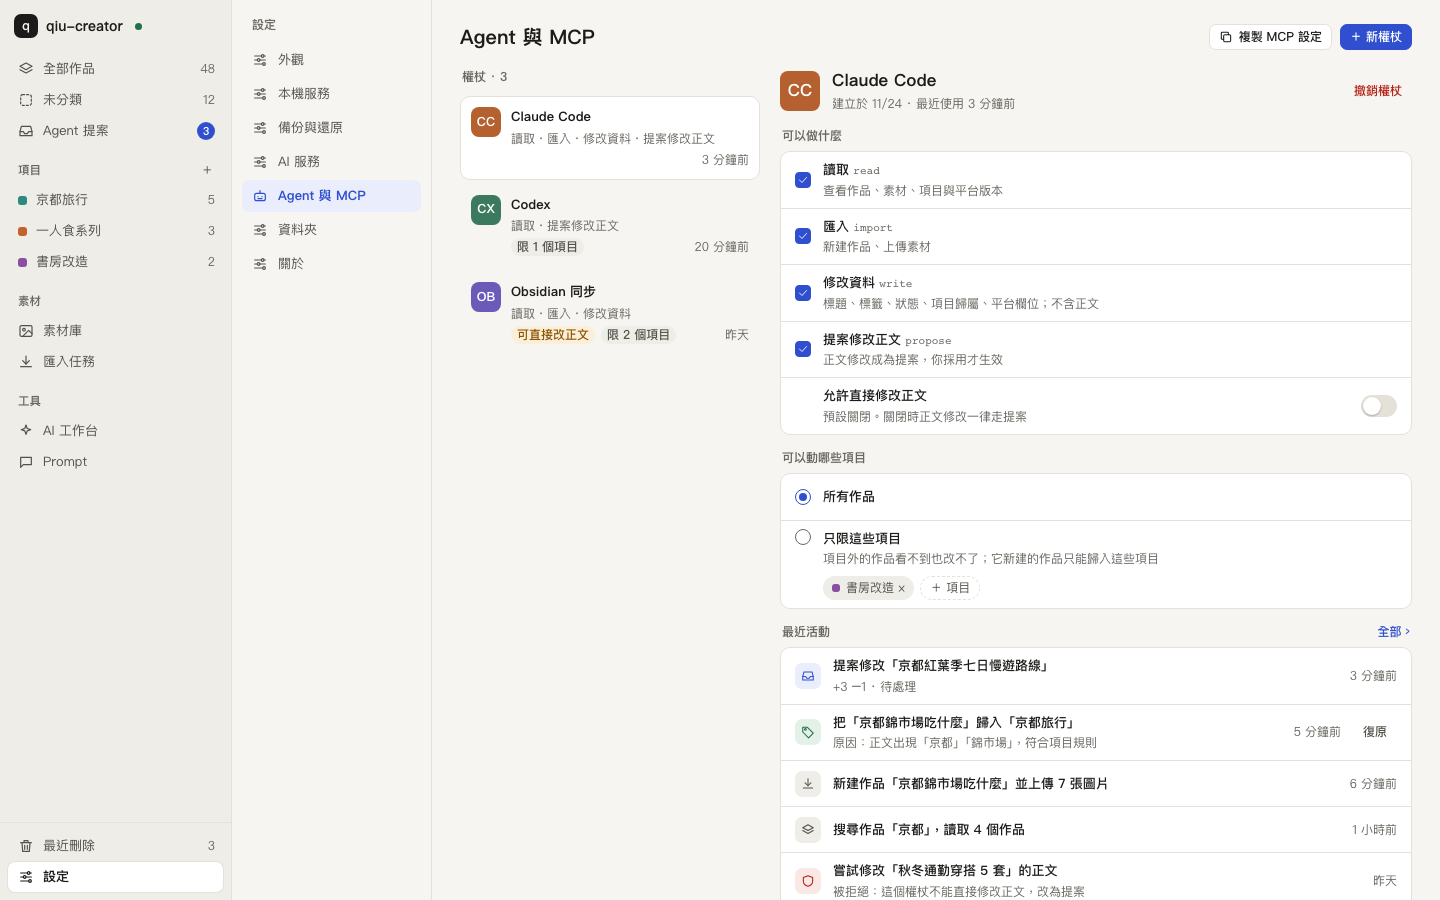 q qiu-creator
全部作品 48
未分類 12
Agent 提案 3
項目 +
京都旅行 5
一人食系列 3
書房改造 2
素材
素材庫
匯入任務
工具
AI 工作台
Prompt
最近刪除 3
設定
設定
外觀
本機服務
備份與還原
AI 服務
Agent 與 MCP
資料夾
關於
Agent 與 MCP
複製 MCP 設定
+ 新權杖
權杖 · 3
CC Claude Code
讀取 · 匯入 · 修改資料 · 提案修改正文
3 分鐘前
CX Codex
讀取 · 提案修改正文
限 1 個項目 20 分鐘前
OB Obsidian 同步
讀取 · 匯入 · 修改資料
可直接改正文 限 2 個項目 昨天
CC Claude Code
建立於 11/24 · 最近使用 3 分鐘前
撤銷權杖
可以做什麼
讀取 read
查看作品、素材、項目與平台版本
匯入 import
新建作品、上傳素材
修改資料 write
標題、標籤、狀態、項目歸屬、平台欄位；不含正文
提案修改正文 propose
正文修改成為提案，你採用才生效
允許直接修改正文
預設關閉。關閉時正文修改一律走提案
可以動哪些項目
所有作品
只限這些項目
項目外的作品看不到也改不了；它新建的作品只能歸入這些項目
書房改造 × + 項目
最近活動 全部 ›
提案修改「京都紅葉季七日慢遊路線」
+3 −1 · 待處理
3 分鐘前
把「京都錦市場吃什麼」歸入「京都旅行」
原因：正文出現「京都」「錦市場」，符合項目規則
5 分鐘前 復原
新建作品「京都錦市場吃什麼」並上傳 7 張圖片 6 分鐘前
搜尋作品「京都」，讀取 4 個作品 1 小時前
嘗試修改「秋冬通勤穿搭 5 套」的正文
被拒絕：這個權杖不能直接修改正文，改為提案
昨天